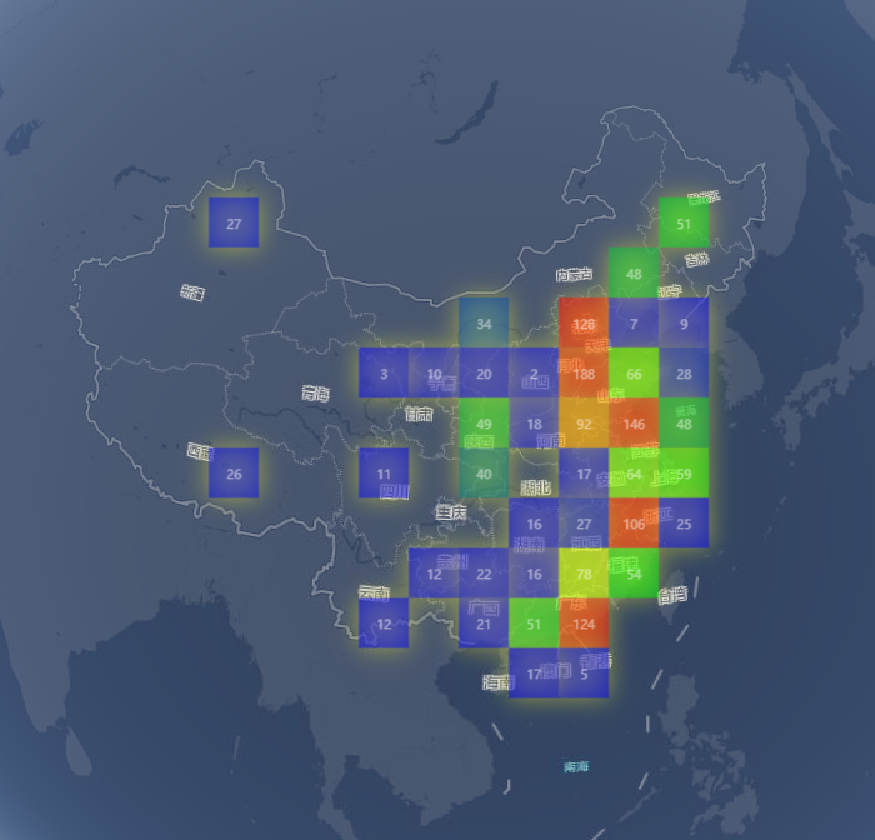 黑龙江
27
51
吉林
内蒙古
48
辽宁
新疆
34
128
7
9
天津
河北
3
10
20
2
188
66
28
宁夏
山西
青海
山东
甘肃
黄海
49
18
92
146
48
陕西
河南
西藏
江苏
26
11
40
17
64
59
安徽
上海
四川
湖北
重庆
16
27
106
25
浙江
湖南
江西
贵州
福建
12
22
16
78
54
云南
台湾
广西
广东
12
21
51
124
香港
澳门
17
5
海南
南海